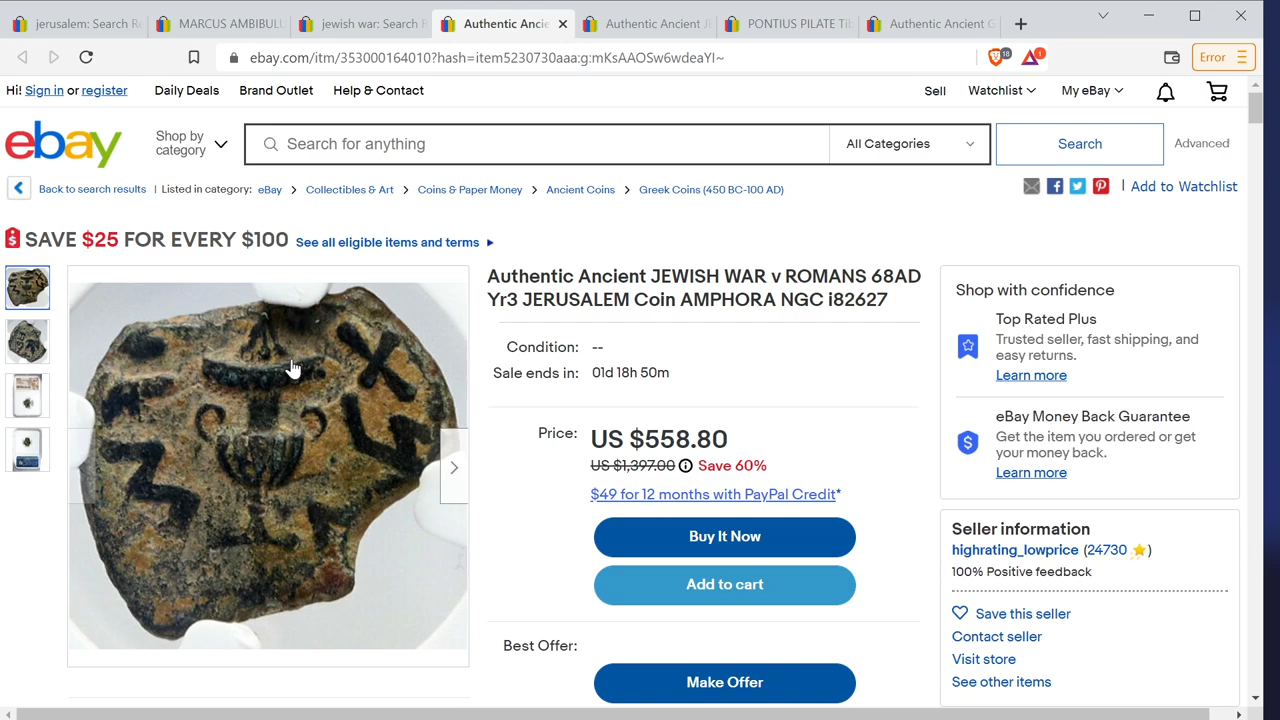 jerusalem: Search Re
MARCUS AMBIBULU
jewish war: Search R
Authentic Ancie
Authentic Ancient J
PONTIUS PILATE Tib
Authentic Ancient G
ebay.com/itm/353000164010?hash=item5230730aaa:g:mKsAAOSw6wdeaYI~
18
1
Error
Hi! Sign in or register
Daily Deals
Brand Outlet
Help & Contact
Sell
Watchlist
My eBay
ebay
Shop by category
Search for anything
All Categories
Search
Advanced
Back to search results | Listed in category: eBay > Collectibles & Art > Coins & Paper Money > Ancient Coins > Greek Coins (450 BC-100 AD)
| Add to Watchlist
SAVE $25 FOR EVERY $100 See all eligible items and terms
Authentic Ancient JEWISH WAR v ROMANS 68AD
Yr3 JERUSALEM Coin AMPHORA NGC i82627
Condition: --
Sale ends in: 01d 18h 50m
Price: US $558.80
US $1,397.00 Save 60%
$49 for 12 months with PayPal Credit*
Buy It Now
Add to cart
Best Offer:
Make Offer
Shop with confidence
Top Rated Plus
Trusted seller, fast shipping, and
easy returns.
Learn more
eBay Money Back Guarantee
Get the item you ordered or get
your money back.
Learn more
Seller information
highrating_lowprice (24730)
100% Positive feedback
Save this seller
Contact seller
Visit store
See other items